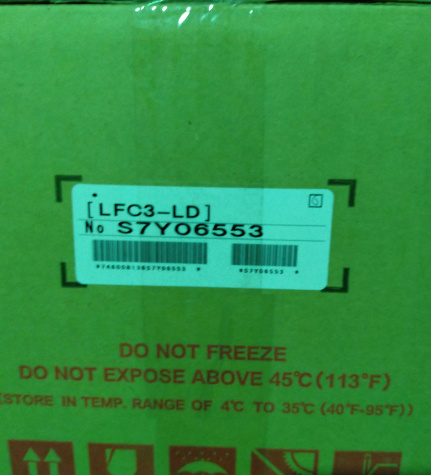 [LFC3-LD]
No S7Y06553
*S7Y06553 *
DO NOT FREEZE
DO NOT EXPOSE ABOVE 45℃(113°F)
(STORE IN TEMP. RANGE OF 4℃ TO 35℃ (40°F-95°F))